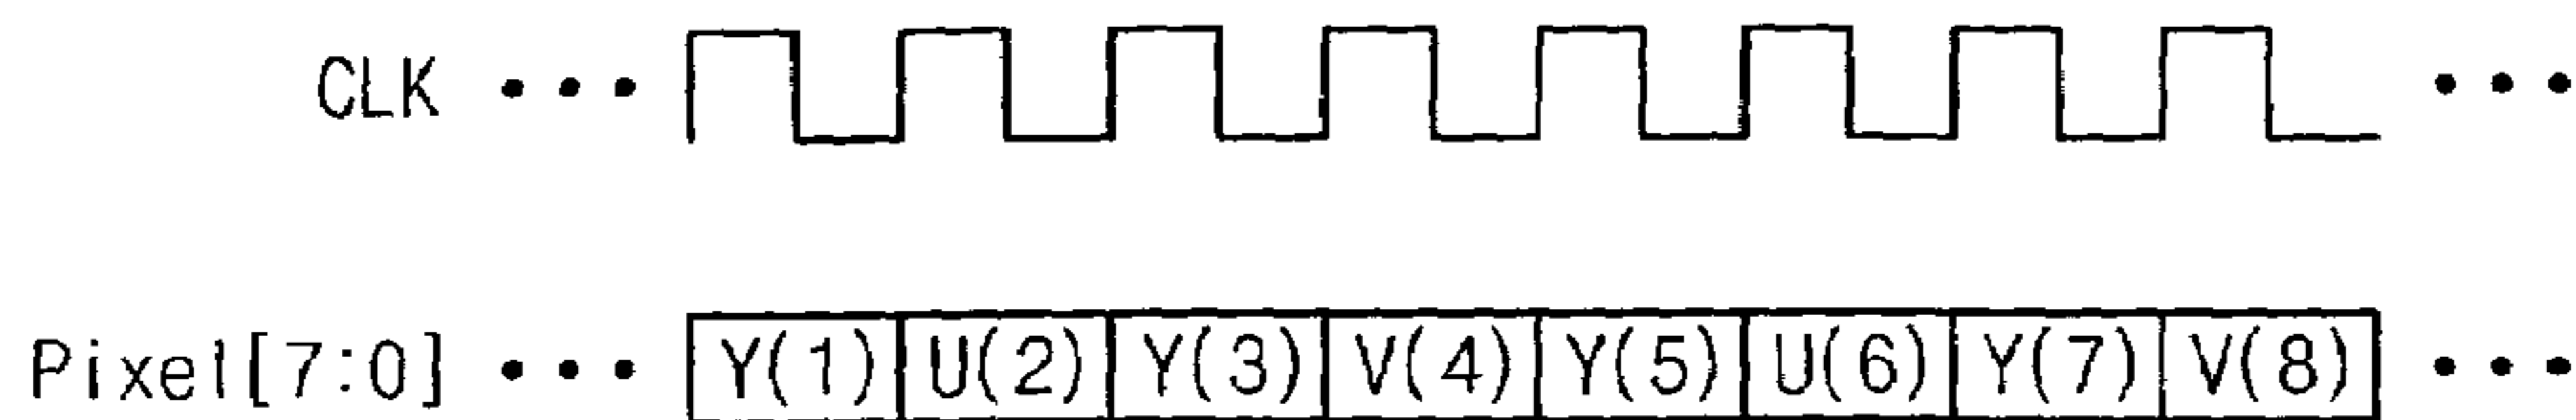 CLK • • • • • •
Pixel[7:0] • • • Y(1) U(2) Y(3) V(4) Y(5) U(6) Y(7) V(8) • • •